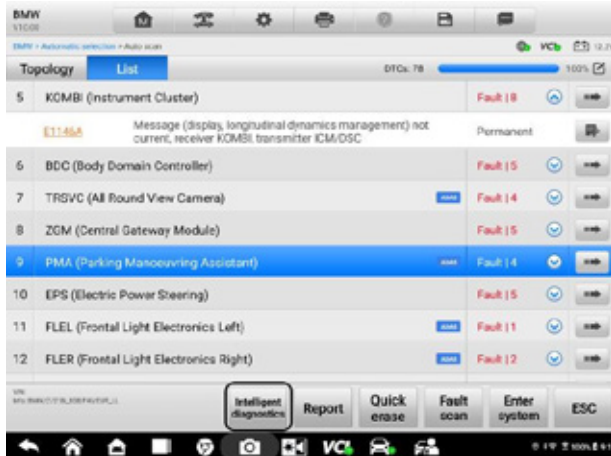 BMW
BMW > Automatic selection > Auto scan
VCI
Topology List DTCs: 78 100%
5 KOMBI (Instrument Cluster) Fault | 8
E1146A Message (display, longitudinal dynamics management) not Permanent
current, receiver KOMBI, transmitter ICM/DSC
6 BDC (Body Domain Controller) Fault | 5
7 TRSVC (All Round View Camera) Fault | 4
8 ZGM (Central Gateway Module) Fault | 5
9 PMA (Parking Manoeuvring Assistant) Fault | 4
10 EPS (Electric Power Steering) Fault | 5
11 FLEL (Frontal Light Electronics Left) Fault | 1
12 FLER (Frontal Light Electronics Right) Fault | 2
Intelligent
diagnostics
Report
Quick
erase
Fault
scan
Enter
system
ESC
VCI